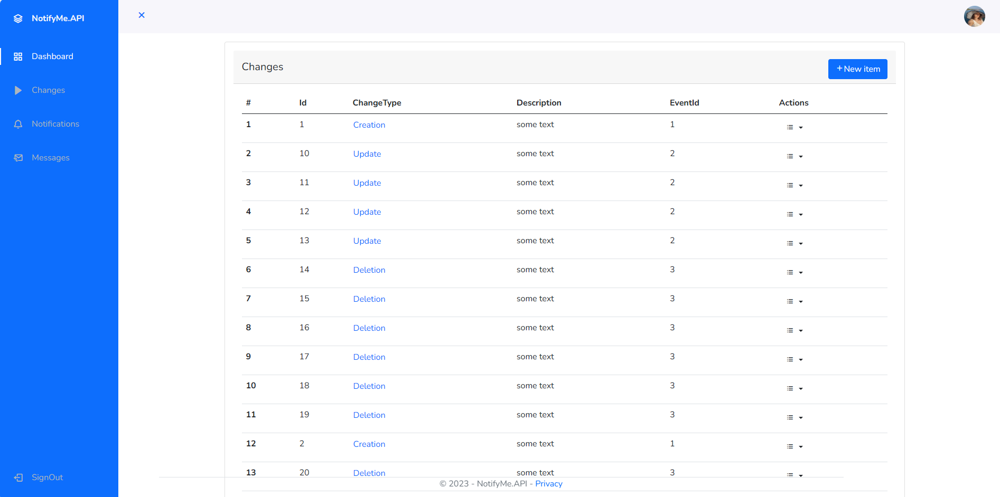 NotifyMe.API
Dashboard
Changes
Notifications
Messages
SignOut
Changes
+ New item
# Id ChangeType Description EventId Actions
1 1 Creation some text 1
2 10 Update some text 2
3 11 Update some text 2
4 12 Update some text 2
5 13 Update some text 2
6 14 Deletion some text 3
7 15 Deletion some text 3
8 16 Deletion some text 3
9 17 Deletion some text 3
10 18 Deletion some text 3
11 19 Deletion some text 3
12 2 Creation some text 1
13 20 Deletion some text 3
© 2023 - NotifyMe.API - Privacy